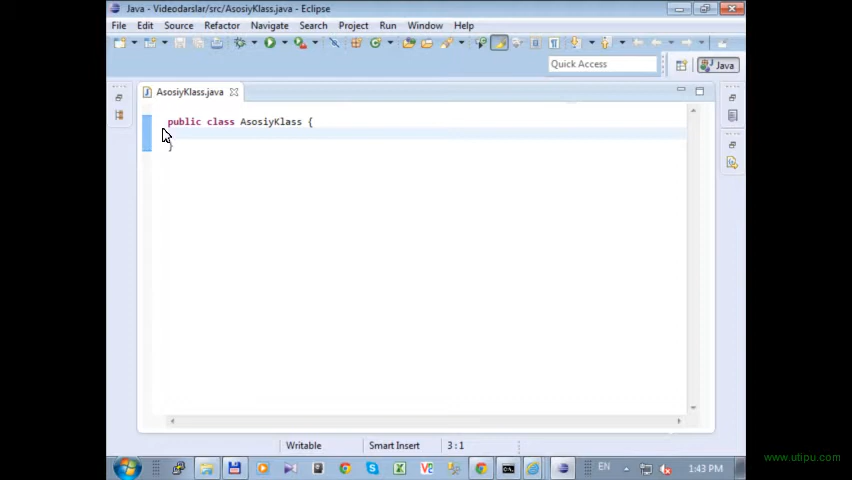 Java - Videodarslar/src/AsosiyKlass.java - Eclipse
File Edit Source Refactor Navigate Search Project Run Window Help
Quick Access
Java
AsosiyKlass.java
public class AsosiyKlass {
}
Writable Smart Insert 3 : 1
EN 1:43 PM
www.utipu.com